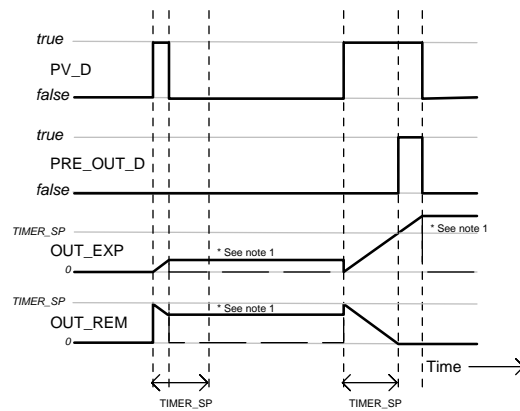 true
PV_D
false
true
PRE_OUT_D
false
TIMER_SP
* See note 1
OUT_EXP
* See note 1
0
TIMER_SP
* See note 1
OUT_REM
0
Time
TIMER_SP
TIMER_SP